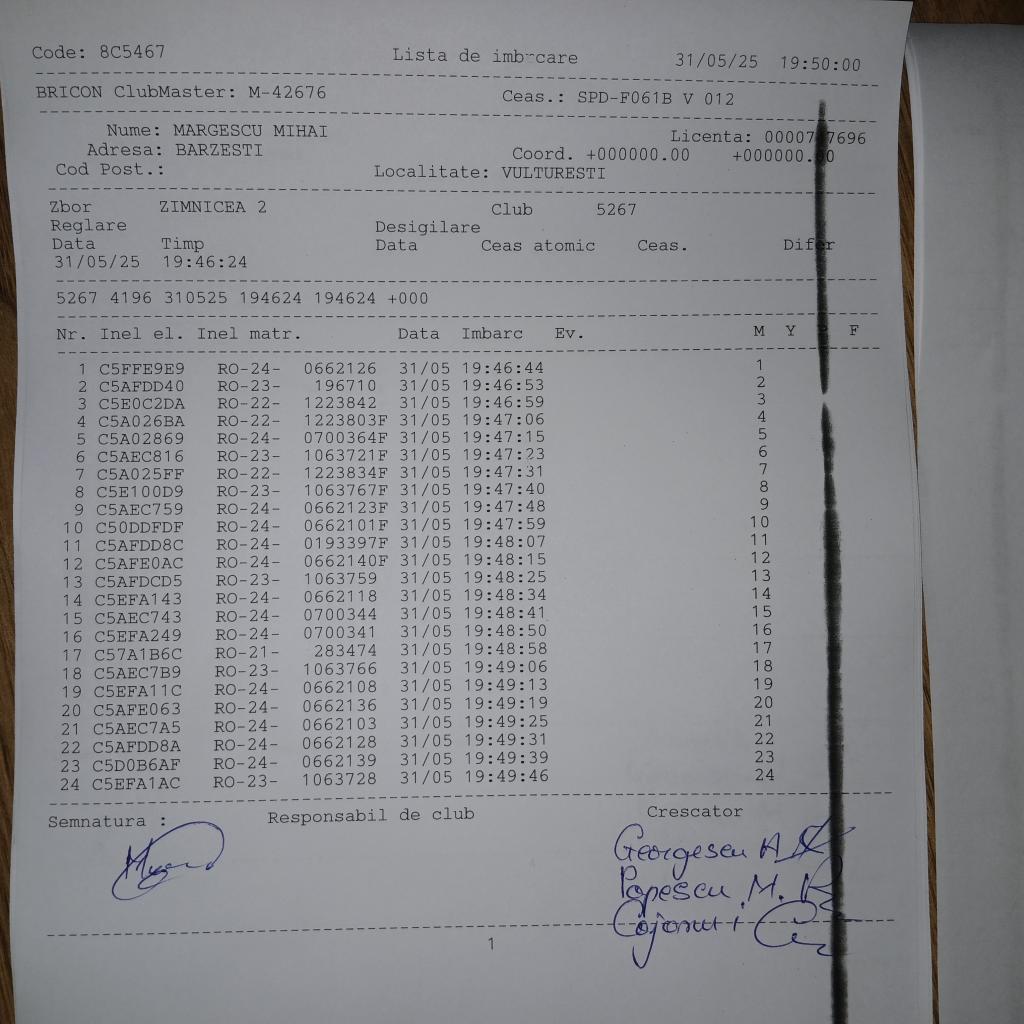 Code: 8C5467 Lista de imbrcare 31/05/25 19:50:00
BRICON ClubMaster: M-42676 Ceas.: SPD-F061B V 012
Nume: MARGESCU MIHAI Licenta: 0000747696
Adresa: BARZESTI Coord. +000000.00 +000000.00
Cod Post.: Localitate: VULTURESTI
Zbor ZIMNICEA 2 Club 5267
Reglare Desigilare
Data Timp Data Ceas atomic Ceas. Difer
31/05/25 19:46:24
5267 4196 310525 194624 194624 +000
Nr. Inel el. Inel matr. Data Imbarc Ev. M Y F
1 C5FFE9E9 RO-24- 0662126 31/05 19:46:44 1
2 C5AFDD40 RO-23- 196710 31/05 19:46:53 2
3 C5E0C2DA RO-22- 1223842 31/05 19:46:59 3
4 C5A026BA RO-22- 1223803F 31/05 19:47:06 4
5 C5A02869 RO-24- 0700364F 31/05 19:47:15 5
6 C5AEC816 RO-23- 1063721F 31/05 19:47:23 6
7 C5A025FF RO-22- 1223834F 31/05 19:47:31 7
8 C5E100D9 RO-23- 1063767F 31/05 19:47:40 8
9 C5AEC759 RO-24- 0662123F 31/05 19:47:48 9
10 C50DDFDF RO-24- 0662101F 31/05 19:47:59 10
11 C5AFDD8C RO-24- 0193397F 31/05 19:48:07 11
12 C5AFE0AC RO-24- 0662140F 31/05 19:48:15 12
13 C5AFDCD5 RO-23- 1063759 31/05 19:48:25 13
14 C5EFA143 RO-24- 0662118 31/05 19:48:34 14
15 C5AEC743 RO-24- 0700344 31/05 19:48:41 15
16 C5EFA249 RO-24- 0700341 31/05 19:48:50 16
17 C57A1B6C RO-21- 283474 31/05 19:48:58 17
18 C5AEC7B9 RO-23- 1063766 31/05 19:49:06 18
19 C5EFA11C RO-24- 0662108 31/05 19:49:13 19
20 C5AFE063 RO-24- 0662136 31/05 19:49:19 20
21 C5AEC7A5 RO-24- 0662103 31/05 19:49:25 21
22 C5AFDD8A RO-24- 0662128 31/05 19:49:31 22
23 C5D0B6AF RO-24- 0662139 31/05 19:49:39 23
24 C5EFA1AC RO-23- 1063728 31/05 19:49:46 24
Semnatura : Responsabil de club Crescator
Georgescu A
Popescu M.
1